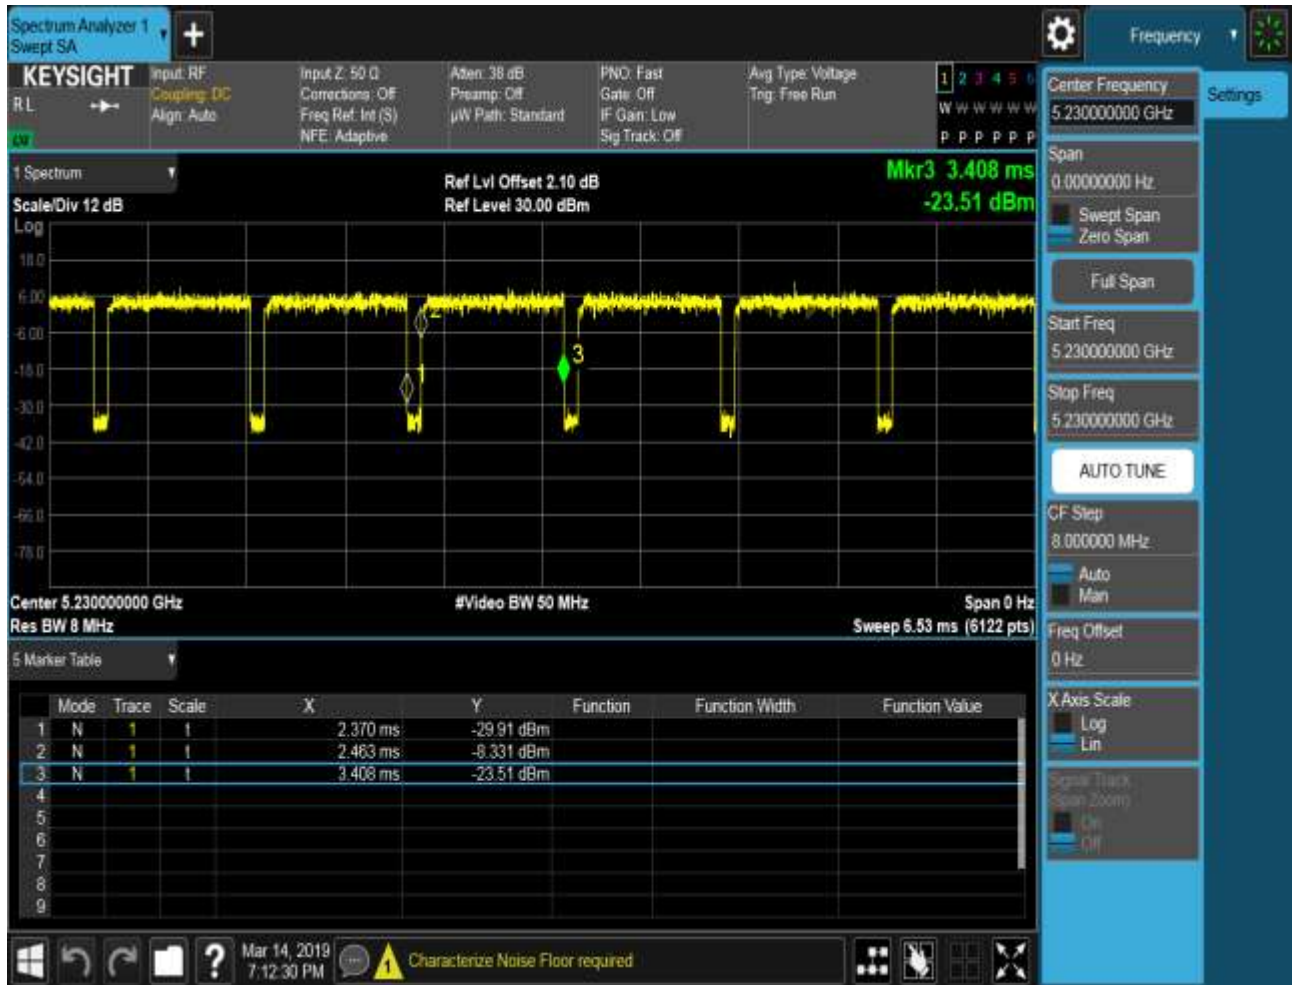 Spectrum Analyzer 1
Swept SA
Frequency
KEYSIGHT
RL
Input: RF
Coupling: DC
Align: Auto
Input Z: 50 Ω
Corrections: Off
Freq Ref: Int (S)
NFE: Adaptive
Atten: 38 dB
Preamp: Off
µW Path: Standard
PNO: Fast
Gate: Off
IF Gain: Low
Sig Track: Off
Avg Type: Voltage
Trig: Free Run
1 2 3 4 5 6
W W W W W W
P P P P P P
Center Frequency
5.230000000 GHz
Settings
Span
0.00000000 Hz
Swept Span
Zero Span
Full Span
Start Freq
5.230000000 GHz
Stop Freq
5.230000000 GHz
AUTO TUNE
CF Step
8.000000 MHz
Auto
Man
Freq Offset
0 Hz
X Axis Scale
Log
Lin
Signal Track
(Span Zoom)
On
Off
1 Spectrum
Scale/Div 12 dB
Log
Ref Lvl Offset 2.10 dB
Ref Level 30.00 dBm
Mkr3 3.408 ms
-23.51 dBm
18.0
6.00
-6.00
-18.0
-30.0
-42.0
-54.0
-66.0
-78.0
2
1
3
Center 5.230000000 GHz
Res BW 8 MHz
#Video BW 50 MHz
Span 0 Hz
Sweep 6.53 ms (6122 pts)
5 Marker Table
Mode Trace Scale X Y Function Function Width Function Value
1 N 1 t 2.370 ms -29.91 dBm
2 N 1 t 2.463 ms -8.331 dBm
3 N 1 t 3.408 ms -23.51 dBm
4
5
6
7
8
9
?
Mar 14, 2019
7:12:30 PM
1
Characterize Noise Floor required